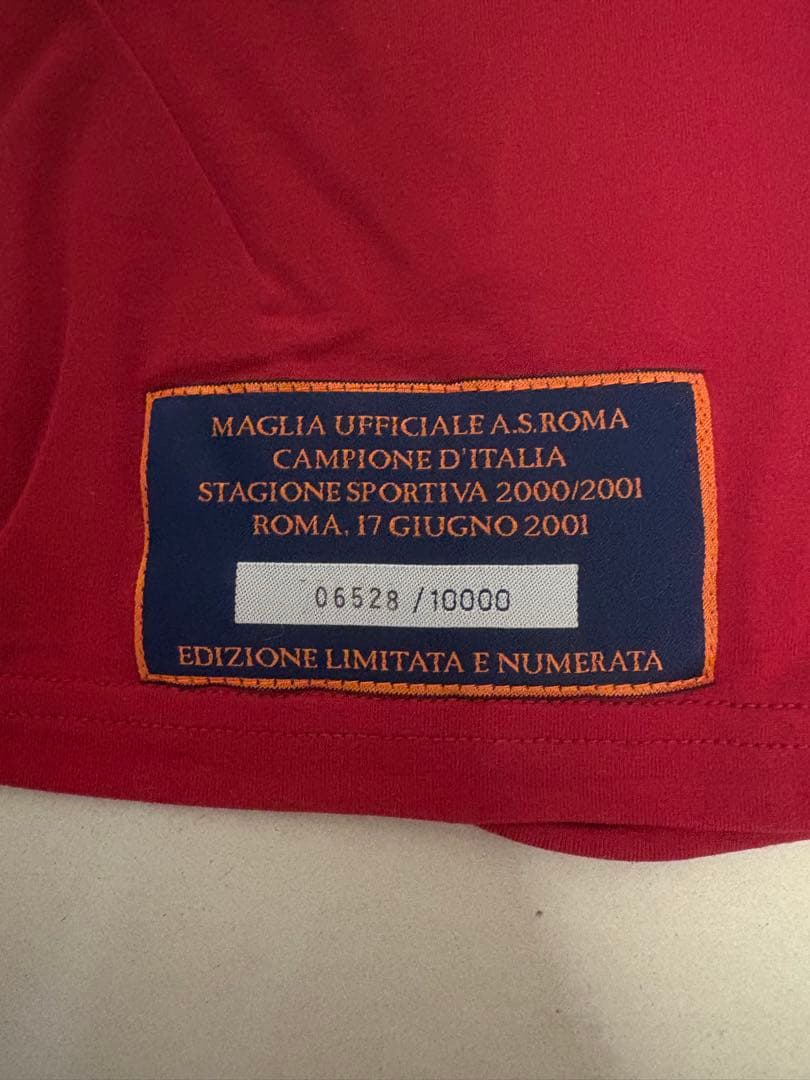 MAGLIA UFFICIALE A.S.ROMA
CAMPIONE D'ITALIA
STAGIONE SPORTIVA 2000/2001
ROMA, 17 GIUGNO 2001
06528 /10000
EDIZIONE LIMITATA E NUMERATA